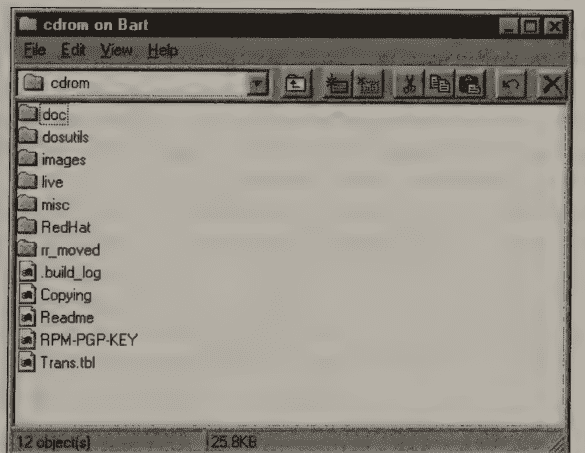 cdrom on Bart
File Edit View Help
cdrom
doc
dosutils
images
live
misc
RedHat
rr_moved
.build_log
Copying
Readme
RPM-PGP-KEY
Trans.tbl
12 object(s) 25.8KB